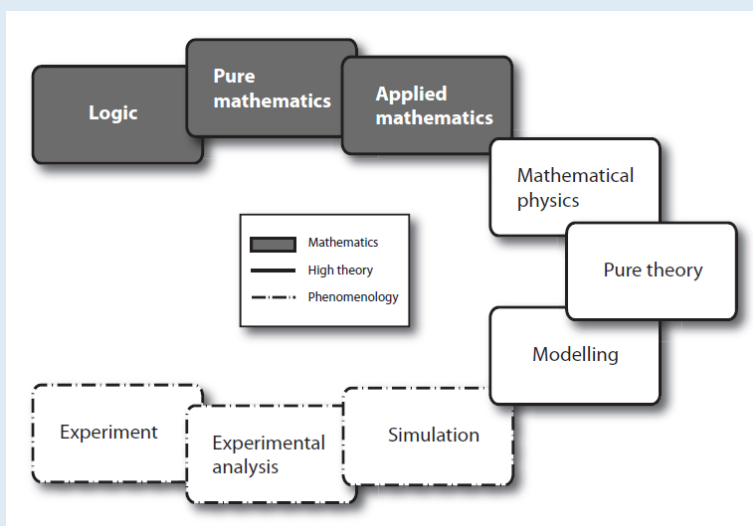 Logic
Pure
mathematics
Applied
mathematics
Mathematical
physics
Pure theory
Modelling
Mathematics
High theory
Phenomenology
Experiment
Experimental
analysis
Simulation